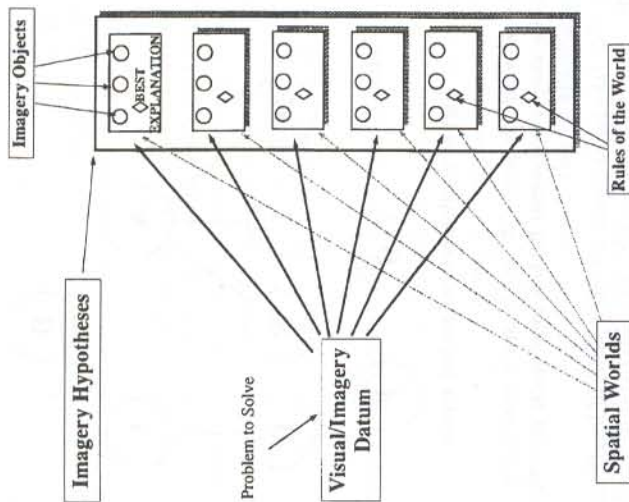 Imagery Objects
Imagery Hypotheses
BEST
EXPLANATION
Problem to Solve
Visual/Imagery
Datum
Rules of the World
Spatial Worlds